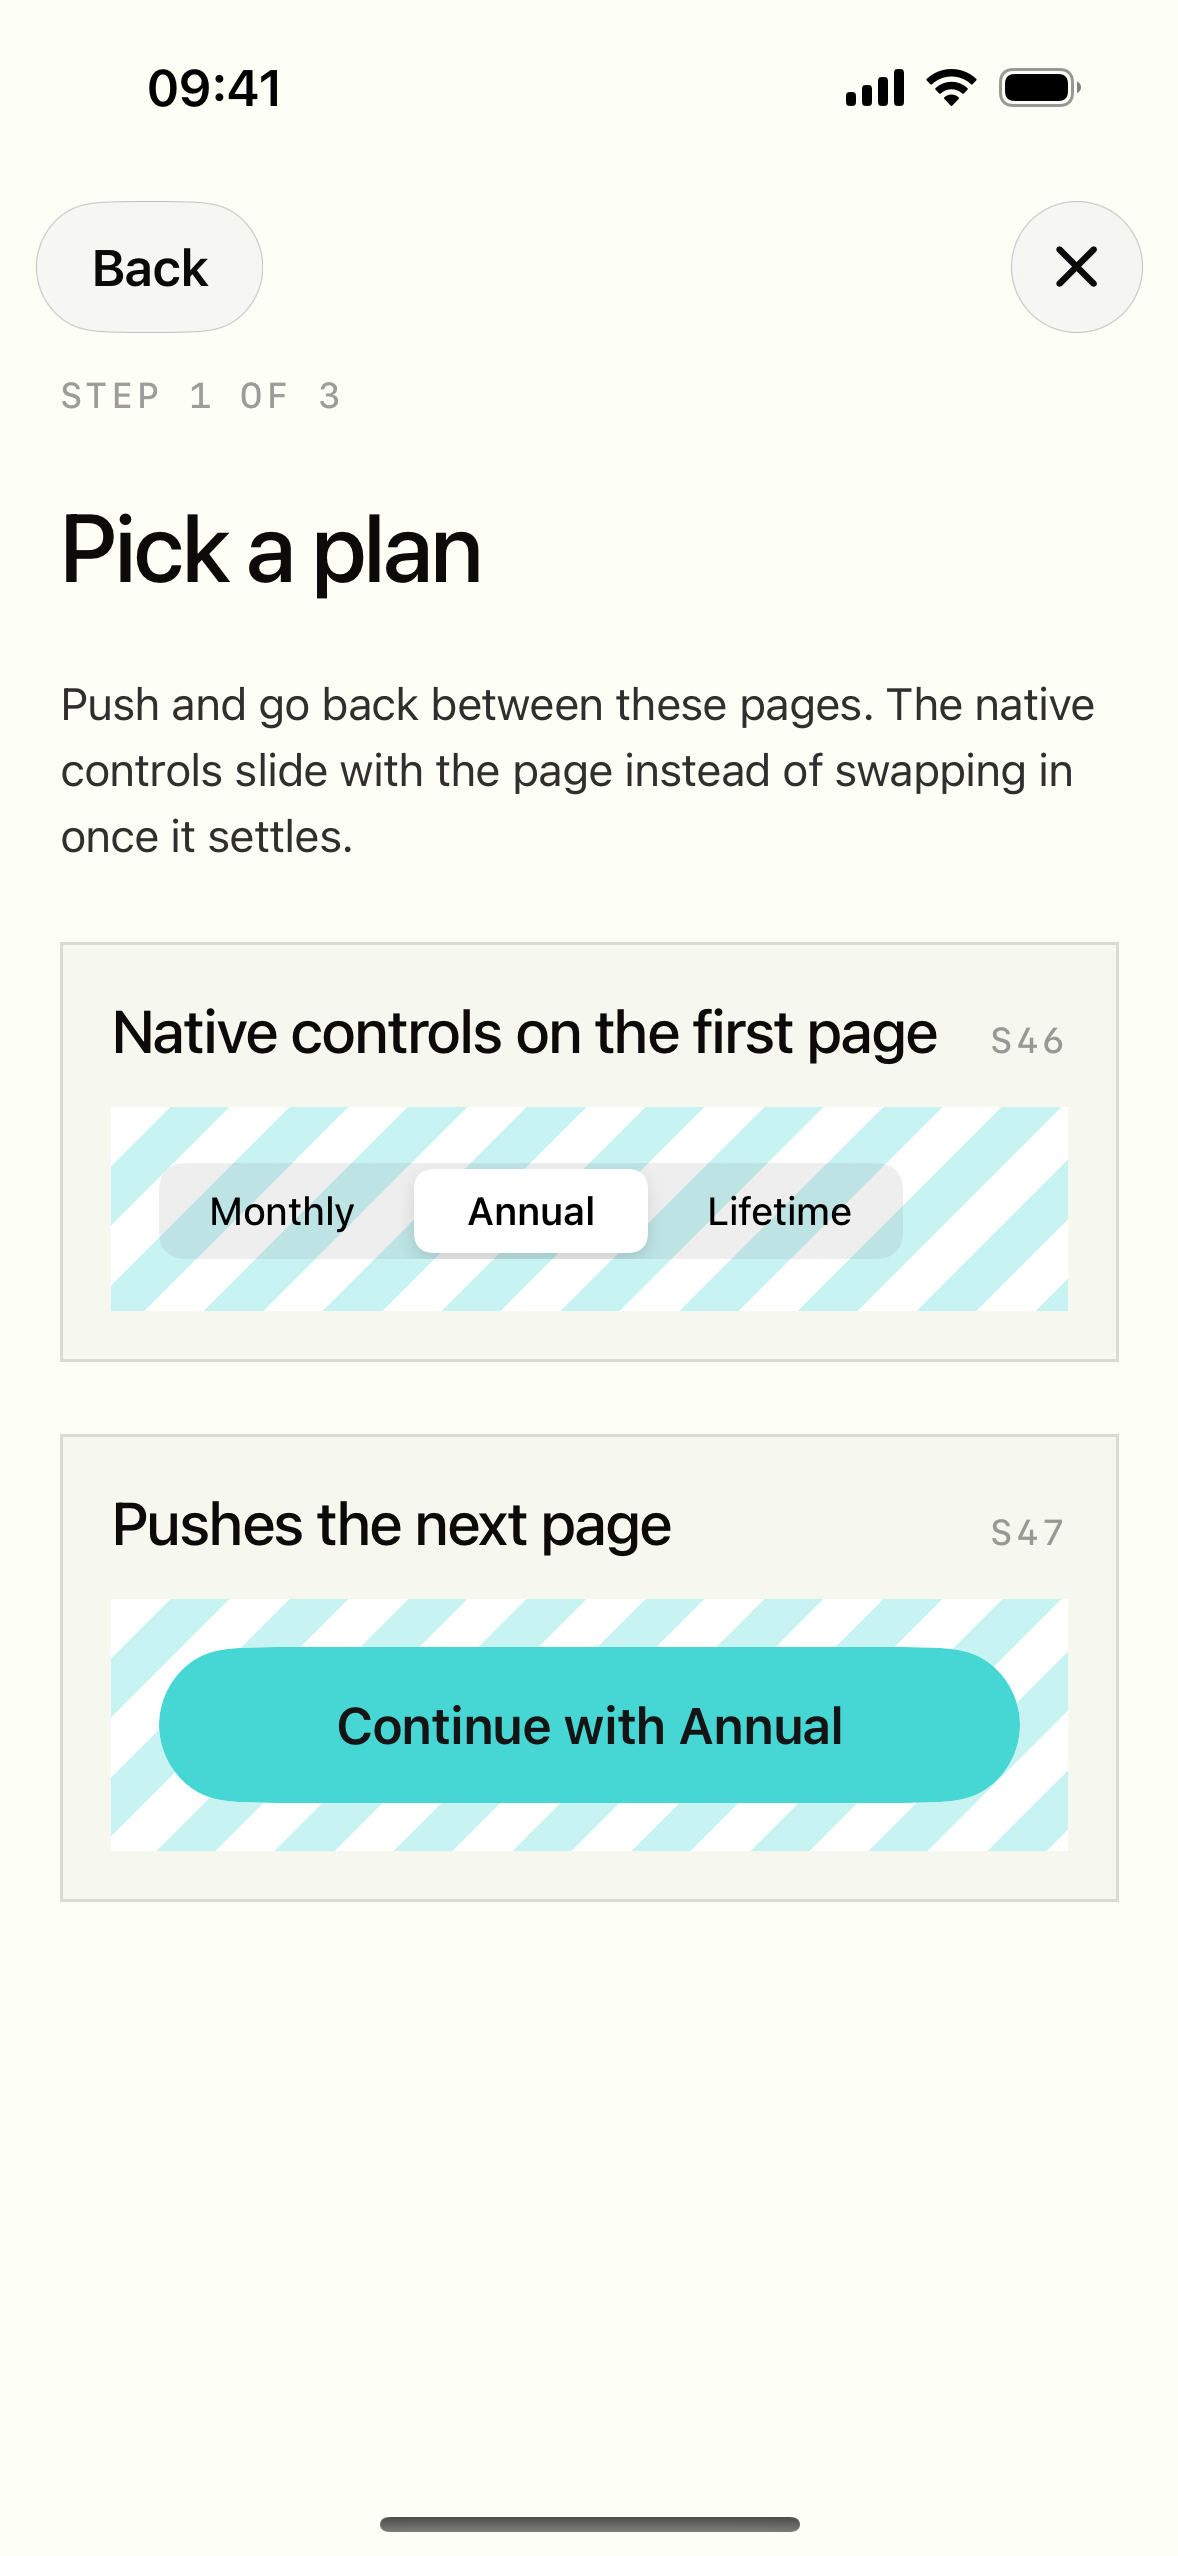 09:41
Back
STEP 1 OF 3
Pick a plan
Push and go back between these pages. The native
controls slide with the page instead of swapping in
once it settles.
Native controls on the first page S46
Monthly Annual Lifetime
Pushes the next page S47
Continue with Annual